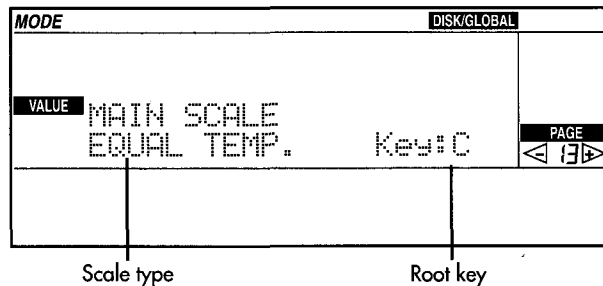 MODE DISK/GLOBAL
VALUE MAIN SCALE
EQUAL TEMP. Key:C
PAGE
- 13 +
Scale type Root key